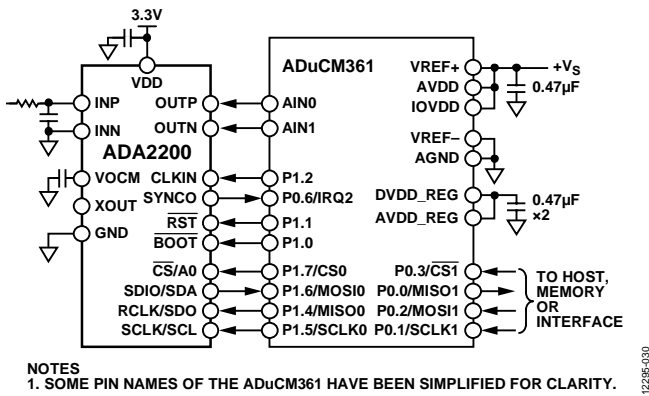 3.3V
VDD
INP
INN
VOCM
XOUT
GND
ADA2200
OUTP
OUTN
CLKIN
SYNCO
RST
BOOT
CS/A0
SDIO/SDA
RCLK/SDO
SCLK/SCL
ADuCM361
AIN0
AIN1
P1.2
P0.6/IRQ2
P1.1
P1.0
P1.7/CS0
P1.6/MOSI0
P1.4/MISO0
P1.5/SCLK0
VREF+
AVDD
IOVDD
VREF–
AGND
DVDD_REG
AVDD_REG
P0.3/CS1
P0.0/MISO1
P0.2/MOSI1
P0.1/SCLK1
+VS
0.47µF
0.47µF
×2
TO HOST,
MEMORY
OR
INTERFACE
NOTES
1. SOME PIN NAMES OF THE ADuCM361 HAVE BEEN SIMPLIFIED FOR CLARITY.
12295-030